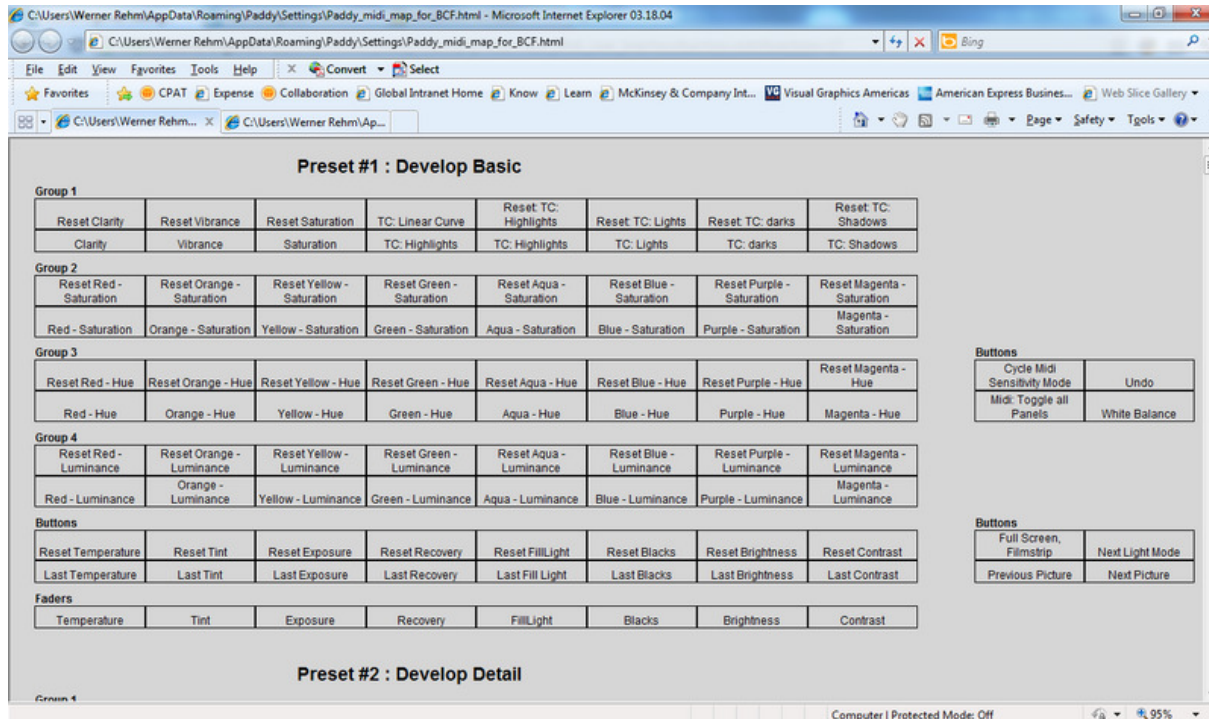 C:\Users\Werner Rehm\AppData\Roaming\Paddy\Settings\Paddy_midi_map_for_BCF.html - Microsoft Internet Explorer 03.18.04
C:\Users\Werner Rehm\AppData\Roaming\Paddy\Settings\Paddy_midi_map_for_BCF.html Bing
File Edit View Favorites Tools Help X Convert Select
Favorites CPAT Expense Collaboration Global Intranet Home Know Learn McKinsey & Company Int... VG Visual Graphics Americas American Express Busines... Web Slice Gallery
C:\Users\Werner Rehm... X C:\Users\Werner Rehm\Ap... Page Safety Tools
Preset #1 : Develop Basic
Group 1
Reset Clarity Reset Vibrance Reset Saturation TC: Linear Curve Reset: TC: Highlights Reset: TC: Lights Reset: TC: darks Reset: TC: Shadows
Clarity Vibrance Saturation TC: Highlights TC: Highlights TC: Lights TC: darks TC: Shadows
Group 2
Reset Red - Saturation Reset Orange - Saturation Reset Yellow - Saturation Reset Green - Saturation Reset Aqua - Saturation Reset Blue - Saturation Reset Purple - Saturation Reset Magenta - Saturation
Red - Saturation Orange - Saturation Yellow - Saturation Green - Saturation Aqua - Saturation Blue - Saturation Purple - Saturation Magenta - Saturation
Group 3
Reset Red - Hue Reset Orange - Hue Reset Yellow - Hue Reset Green - Hue Reset Aqua - Hue Reset Blue - Hue Reset Purple - Hue Reset Magenta - Hue
Red - Hue Orange - Hue Yellow - Hue Green - Hue Aqua - Hue Blue - Hue Purple - Hue Magenta - Hue
Buttons
Cycle Midi Sensitivity Mode Undo
Midi: Toggle all Panels White Balance
Group 4
Reset Red - Luminance Reset Orange - Luminance Reset Yellow - Luminance Reset Green - Luminance Reset Aqua - Luminance Reset Blue - Luminance Reset Purple - Luminance Reset Magenta - Luminance
Red - Luminance Orange - Luminance Yellow - Luminance Green - Luminance Aqua - Luminance Blue - Luminance Purple - Luminance Magenta - Luminance
Buttons
Reset Temperature Reset Tint Reset Exposure Reset Recovery Reset FillLight Reset Blacks Reset Brightness Reset Contrast
Last Temperature Last Tint Last Exposure Last Recovery Last Fill Light Last Blacks Last Brightness Last Contrast
Buttons
Full Screen, Filmstrip Next Light Mode
Previous Picture Next Picture
Faders
Temperature Tint Exposure Recovery FillLight Blacks Brightness Contrast
Preset #2 : Develop Detail
Group 1
Computer | Protected Mode: Off 95%